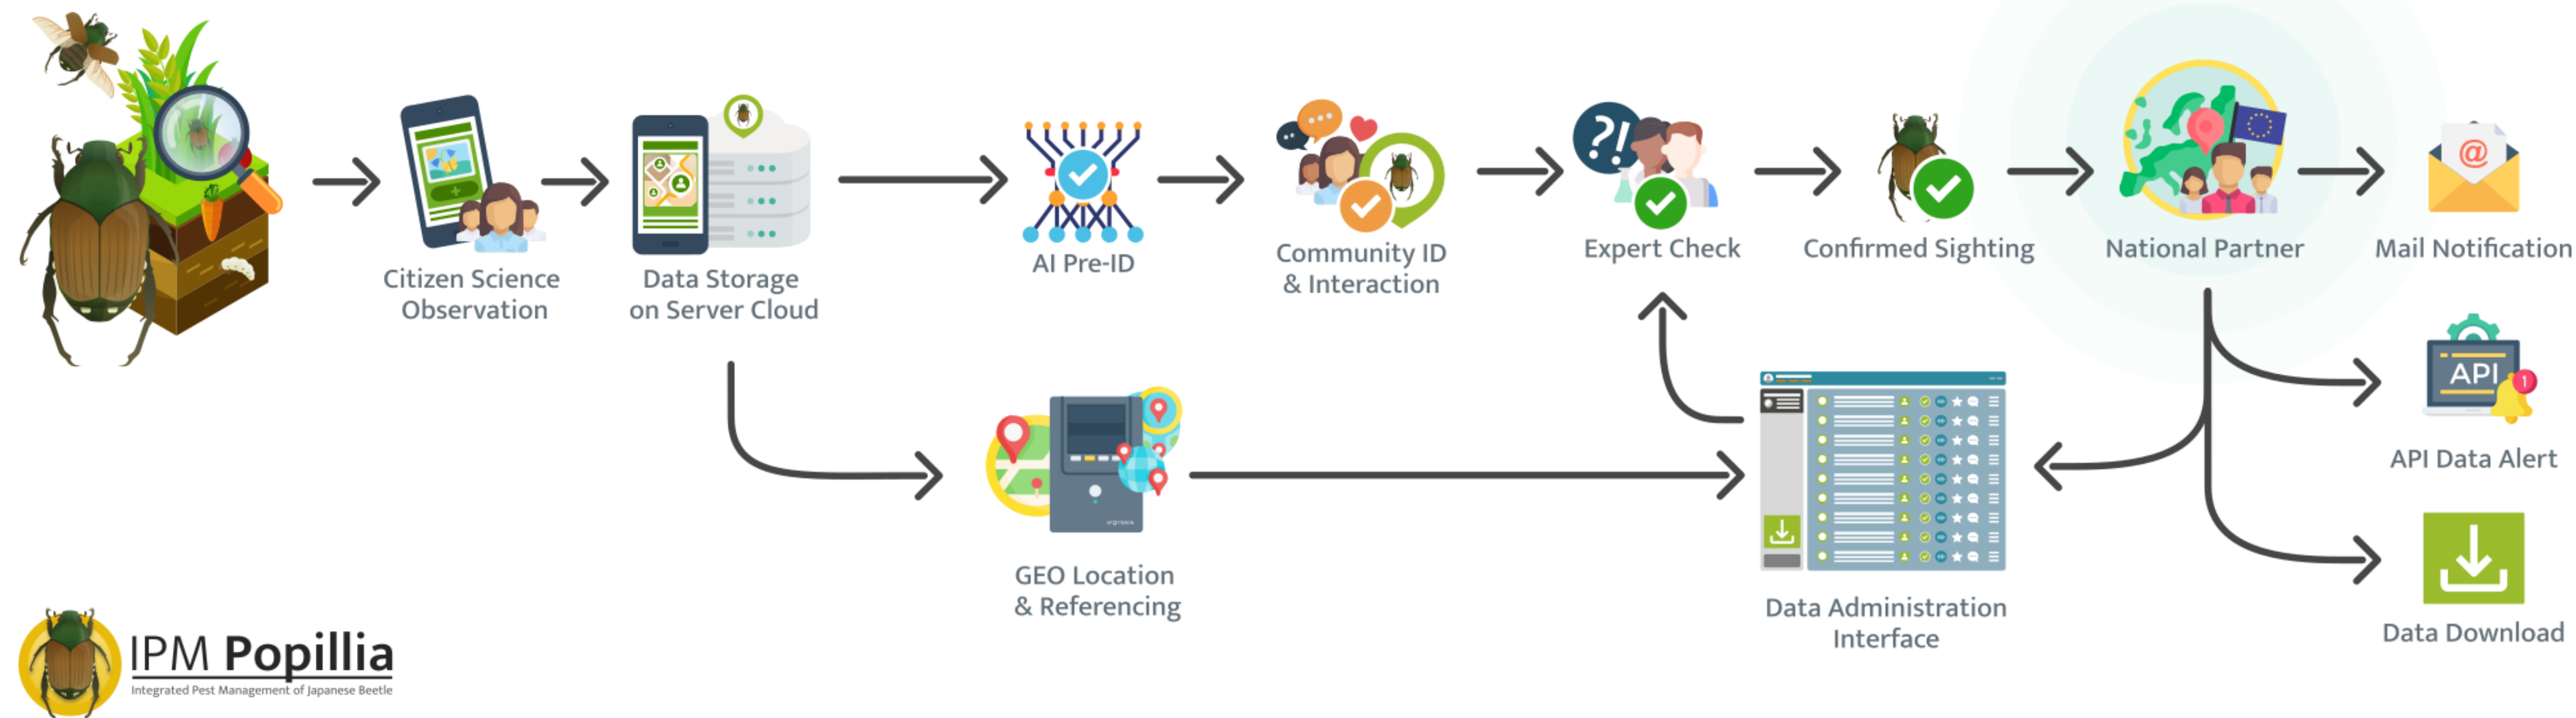 ?!
@
Citizen Science
Observation
Data Storage
on Server Cloud
AI Pre-ID
Community ID
& Interaction
Expert Check
Confirmed Sighting
National Partner
Mail Notification
API
1
API Data Alert
GEO Location
& Referencing
Data Administration
Interface
Data Download
IPM Popillia
Integrated Pest Management of Japanese Beetle